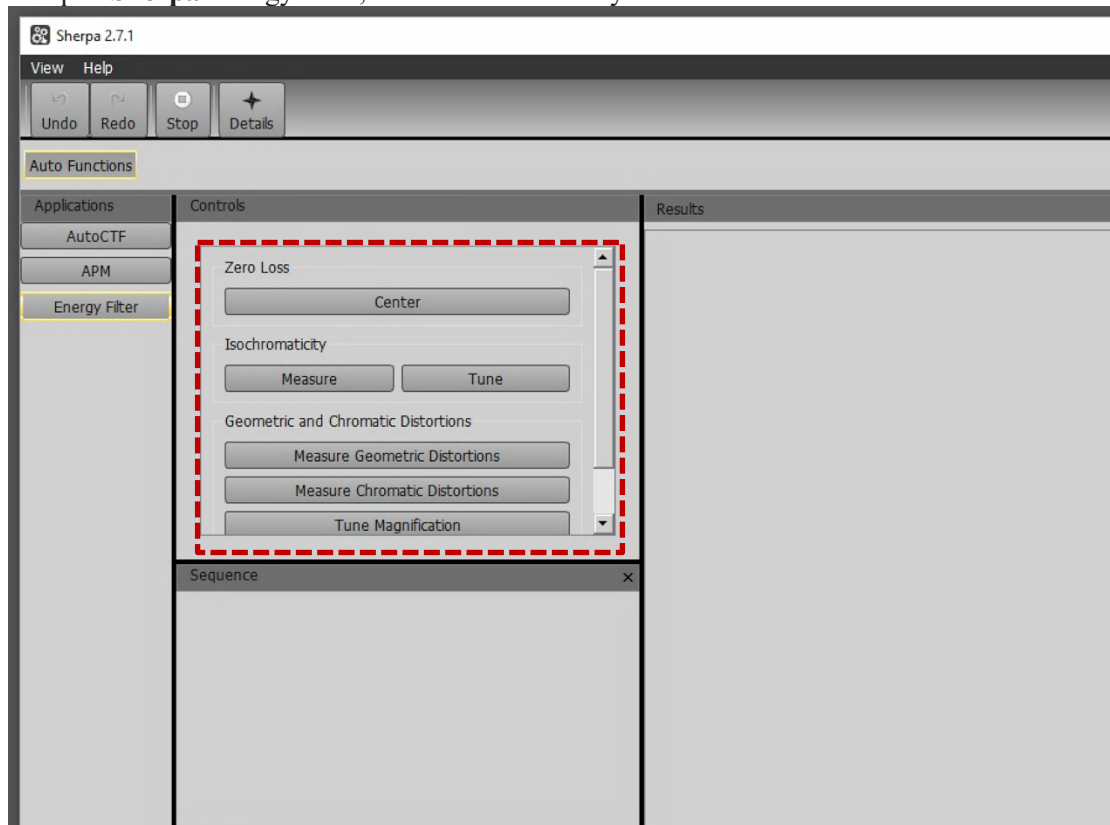 Sherpa 2.7.1
View Help
Undo Redo Stop Details
Auto Functions
Applications
AutoCTF
APM
Energy Filter
Controls
Zero Loss
Center
Isochromaticity
Measure Tune
Geometric and Chromatic Distortions
Measure Geometric Distortions
Measure Chromatic Distortions
Tune Magnification
Sequence
Results